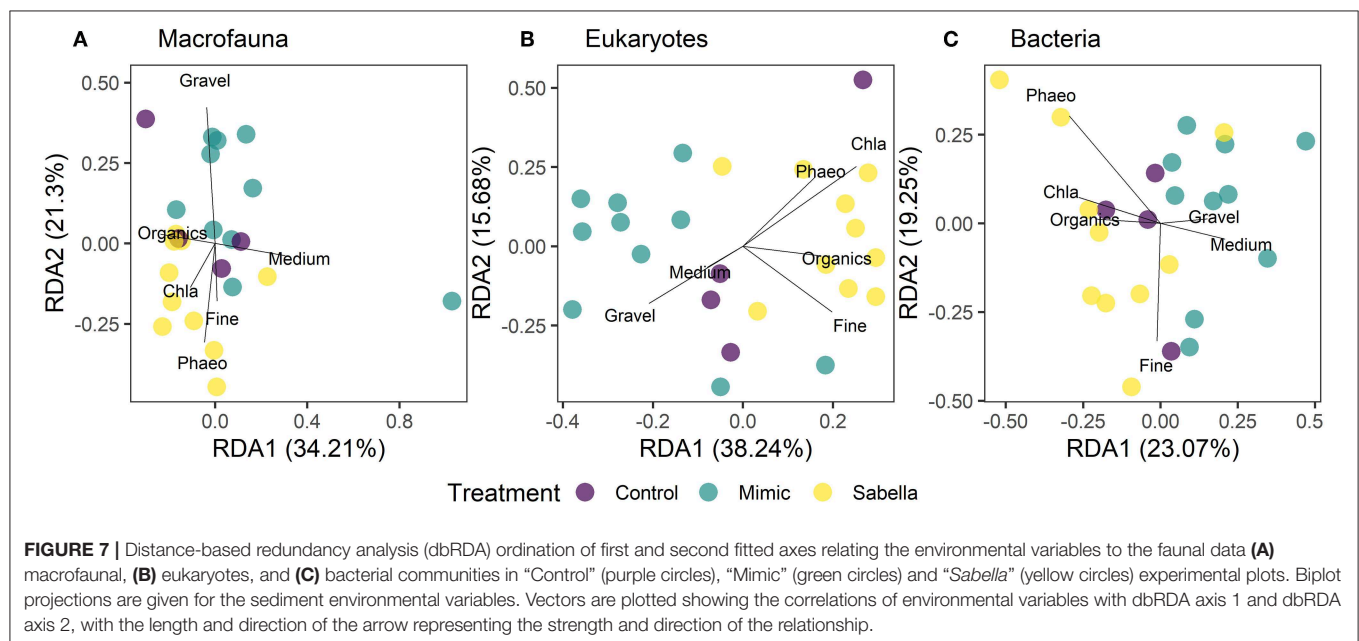 A Macrofauna
Gravel
0.50
0.25
0.00
-0.25
RDA2 (21.3%)
Organics
Medium
Chla
Fine
Phaeo
0.0 0.4 0.8
RDA1 (34.21%)
B Eukaryotes
0.50
0.25
0.00
-0.25
RDA2 (15.68%)
Chla
Phaeo
Organics
Medium
Gravel
Fine
-0.4 -0.2 0.0 0.2
RDA1 (38.24%)
C Bacteria
0.25
0.00
-0.25
-0.50
RDA2 (19.25%)
Phaeo
Chla
Organics
Gravel
Medium
Fine
-0.50 -0.25 0.00 0.25 0.5
RDA1 (23.07%)
Treatment Control Mimic Sabella
FIGURE 7 | Distance-based redundancy analysis (dbRDA) ordination of first and second fitted axes relating the environmental variables to the faunal data (A)
macrofaunal, (B) eukaryotes, and (C) bacterial communities in “Control” (purple circles), “Mimic” (green circles) and “Sabella” (yellow circles) experimental plots. Biplot
projections are given for the sediment environmental variables. Vectors are plotted showing the correlations of environmental variables with dbRDA axis 1 and dbRDA
axis 2, with the length and direction of the arrow representing the strength and direction of the relationship.